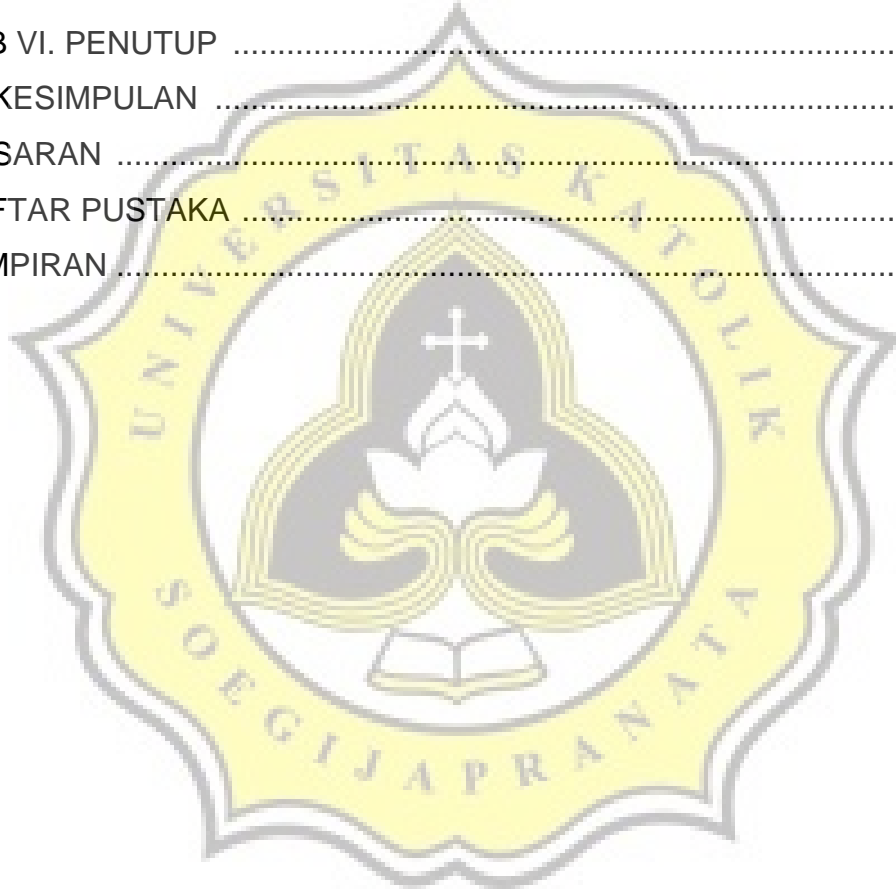 B VI. PENUTUP ..........................................................................
KESIMPULAN ..........................................................................
SARAN ..........................................................................
FTAR PUSTAKA ..........................................................................
MPIRAN ..........................................................................
UNIVERSITAS KATOLIK
SOEGIJAPRANATA